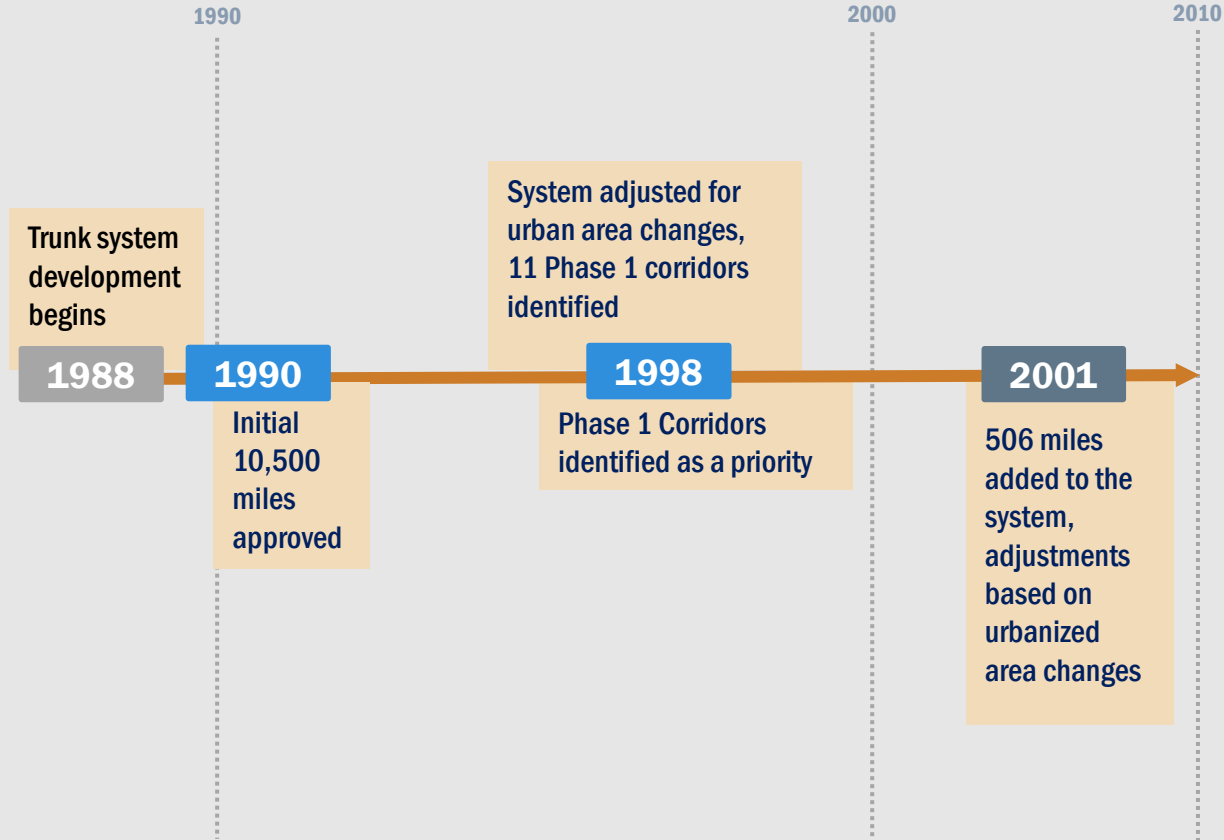 1990
2000
2010
Trunk system
development
begins
1988
1990
Initial
10,500
miles
approved
System adjusted for
urban area changes,
11 Phase 1 corridors
identified
1998
Phase 1 Corridors
identified as a priority
2001
506 miles
added to the
system,
adjustments
based on
urbanized
area changes